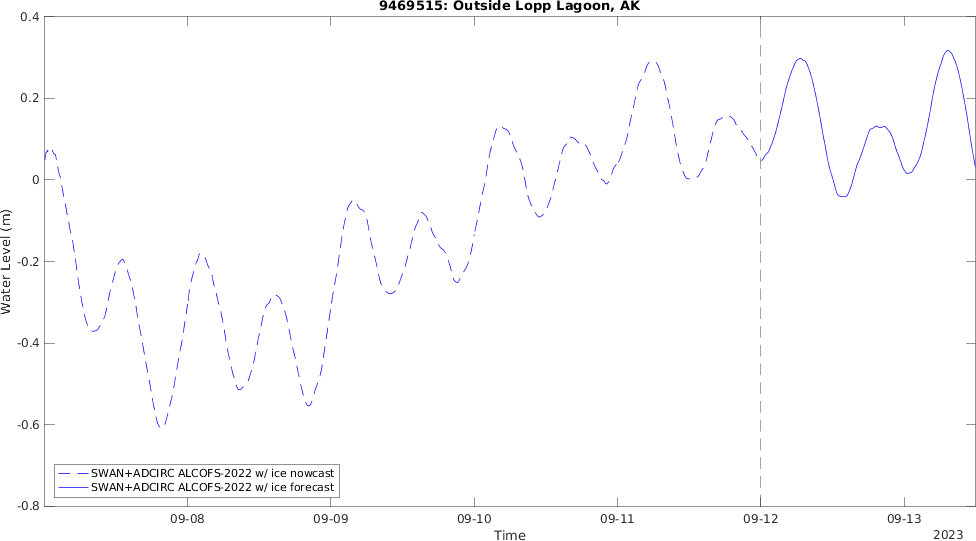 9469515: Outside Lopp Lagoon, AK
0.4
0.2
0
-0.2
-0.4
-0.6
-0.8
Water Level (m)
SWAN+ADCIRC ALCOFS-2022 w/ ice nowcast
SWAN+ADCIRC ALCOFS-2022 w/ ice forecast
09-08 09-09 09-10 09-11 09-12 09-13
Time
2023